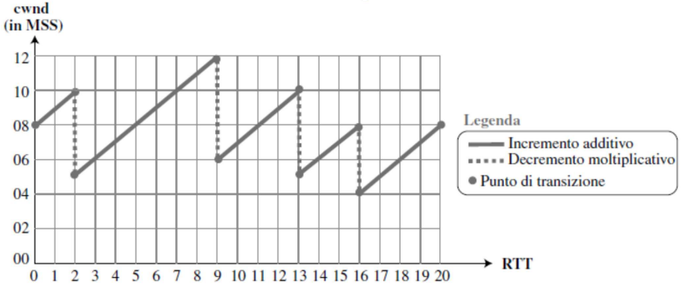 cwnd
(in MSS)
12
10
08
06
04
02
00
0 1 2 3 4 5 6 7 8 9 10 11 12 13 14 15 16 17 18 19 20
RTT
Legenda
Incremento additivo
Decremento moltiplicativo
Punto di transizione